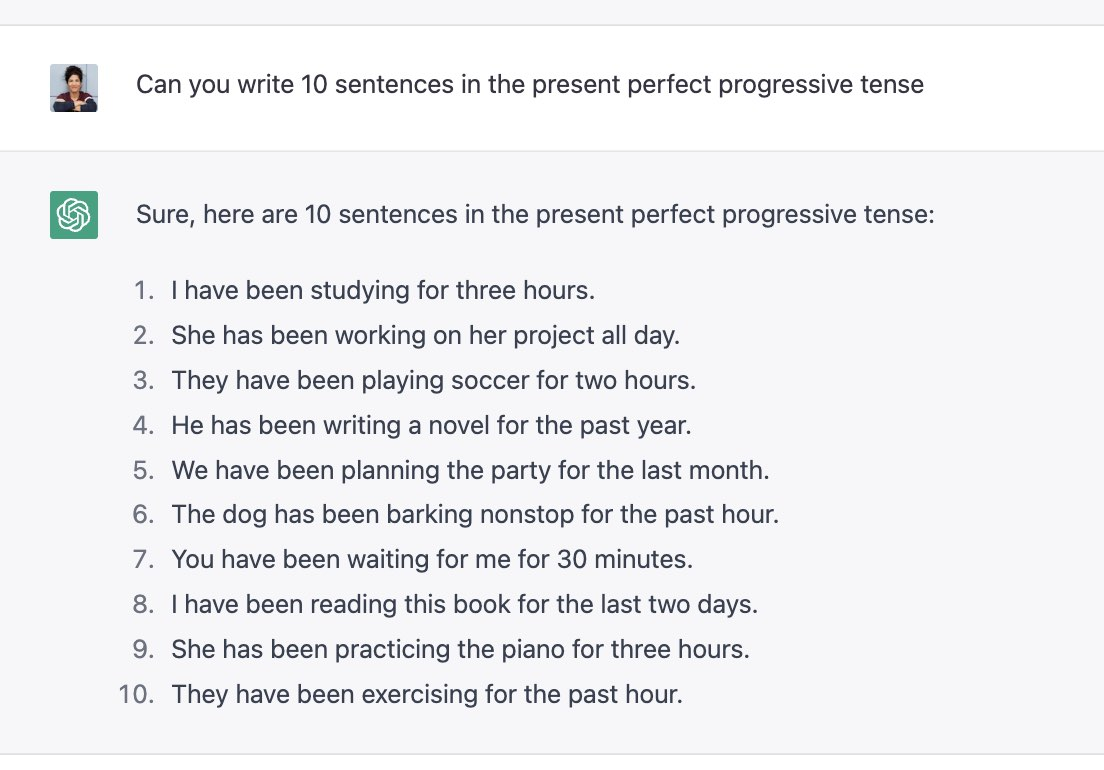 Can you write 10 sentences in the present perfect progressive tense
Sure, here are 10 sentences in the present perfect progressive tense:
1. I have been studying for three hours.
2. She has been working on her project all day.
3. They have been playing soccer for two hours.
4. He has been writing a novel for the past year.
5. We have been planning the party for the last month.
6. The dog has been barking nonstop for the past hour.
7. You have been waiting for me for 30 minutes.
8. I have been reading this book for the last two days.
9. She has been practicing the piano for three hours.
10. They have been exercising for the past hour.